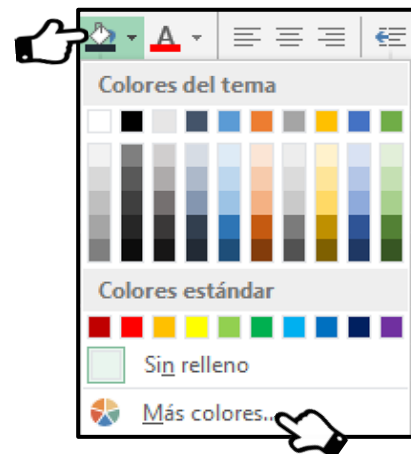 A
Colores del tema
Colores estándar
Sin relleno
Más colores...